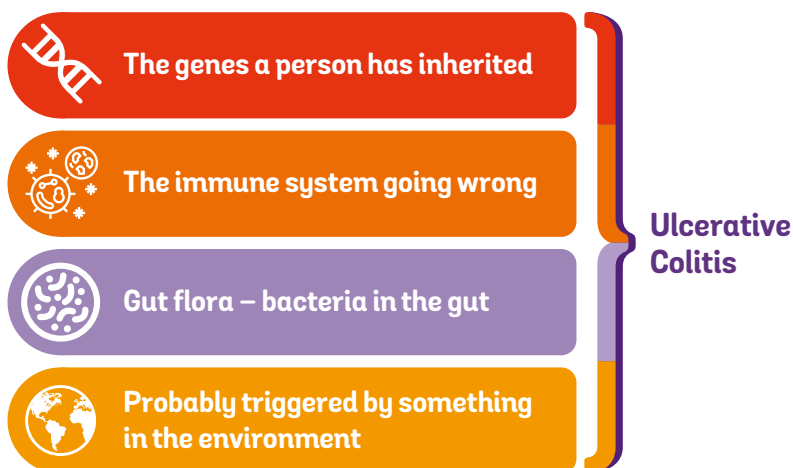 The genes a person has inherited
The immune system going wrong
Gut flora – bacteria in the gut
Probably triggered by something
in the environment
Ulcerative
Colitis